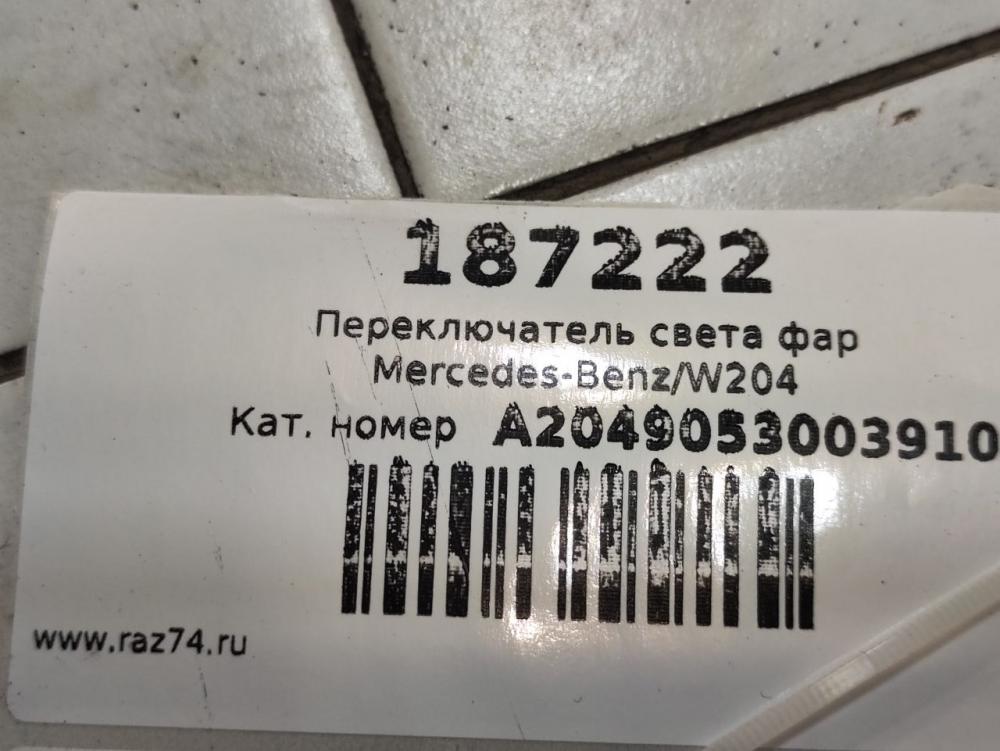 187222
Переключатель света фар
Mercedes-Benz/W204
Кат. номер A2049053003910
www.raz74.ru